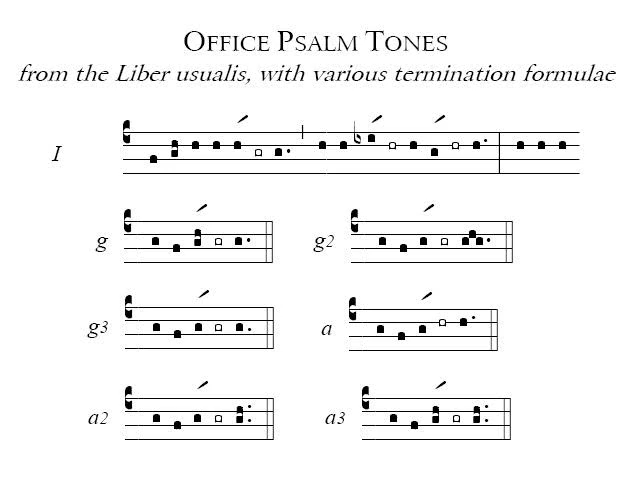 OFFICE PSALM TONES
from the Liber usualis, with various termination formulae
I
g g2
g3 a
a2 a3